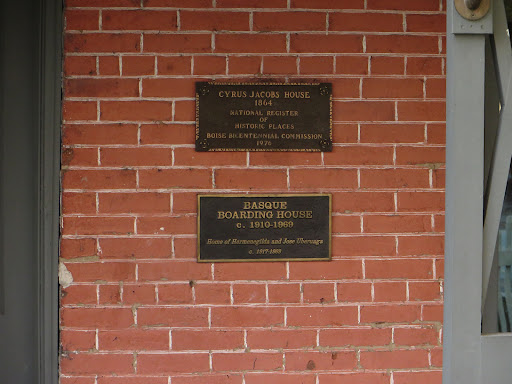 CYRUS JACOBS HOUSE
1864
NATIONAL REGISTER
OF
HISTORIC PLACES
BOISE BICENTENNIAL COMMISSION
1976
BASQUE
BOARDING HOUSE
c. 1910-1969
Home of Hermenegilda and Jose Uberuaga